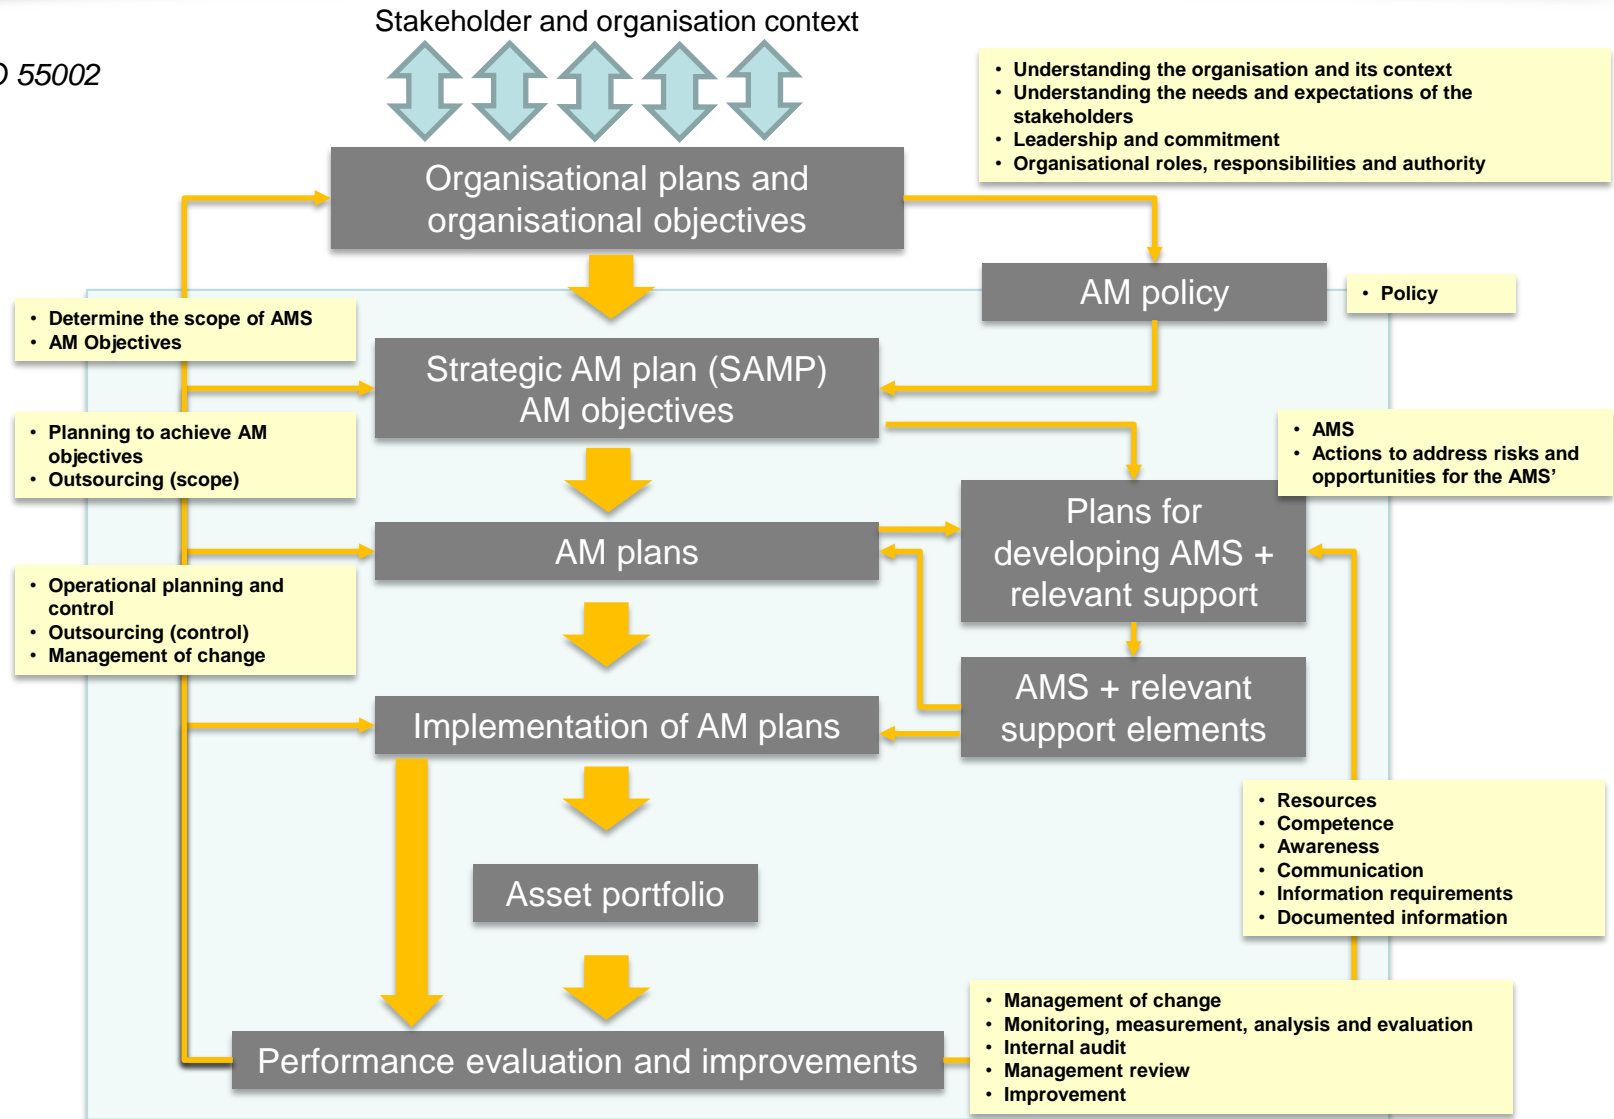 Stakeholder and organisation context
55002
• Understanding the organisation and its context
• Understanding the needs and expectations of the
stakeholders
• Leadership and commitment
• Organisational roles, responsibilities and authority
Organisational plans and
organisational objectives
AM policy
• Policy
• Determine the scope of AMS
• AM Objectives
Strategic AM plan (SAMP)
AM objectives
• Planning to achieve AM
objectives
• Outsourcing (scope)
• AMS
• Actions to address risks and
opportunities for the AMS’
Plans for
developing AMS +
relevant support
AM plans
• Operational planning and
control
• Outsourcing (control)
• Management of change
AMS + relevant
support elements
Implementation of AM plans
• Resources
• Competence
• Awareness
• Communication
• Information requirements
• Documented information
Asset portfolio
• Management of change
• Monitoring, measurement, analysis and evaluation
• Internal audit
• Management review
• Improvement
Performance evaluation and improvements